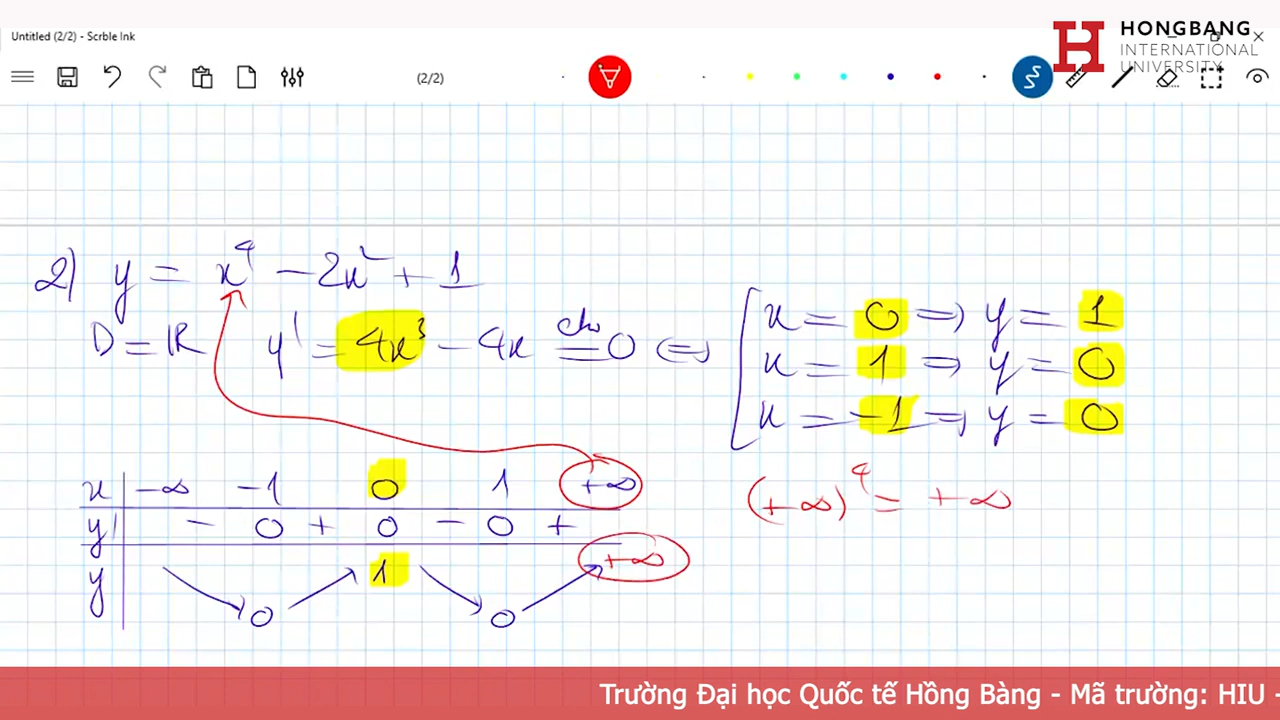 Untitled (2/2) - Scrble Ink
HONGBANG
INTERNATIONAL
UNIVERSITY
(2/2)
2) y = x⁴ - 2x² + 1
D = ℝ y' = 4x³ - 4x = 0 ⇔
x = 0 ⇒ y = 1
x = 1 ⇒ y = 0
x = -1 ⇒ y = 0
x -∞ -1 0 1 +∞
y' - 0 + 0 - 0 +
y 1 +∞
0 0
(+∞)⁴ = +∞
Trường Đại học Quốc tế Hồng Bàng - Mã trường: HIU -